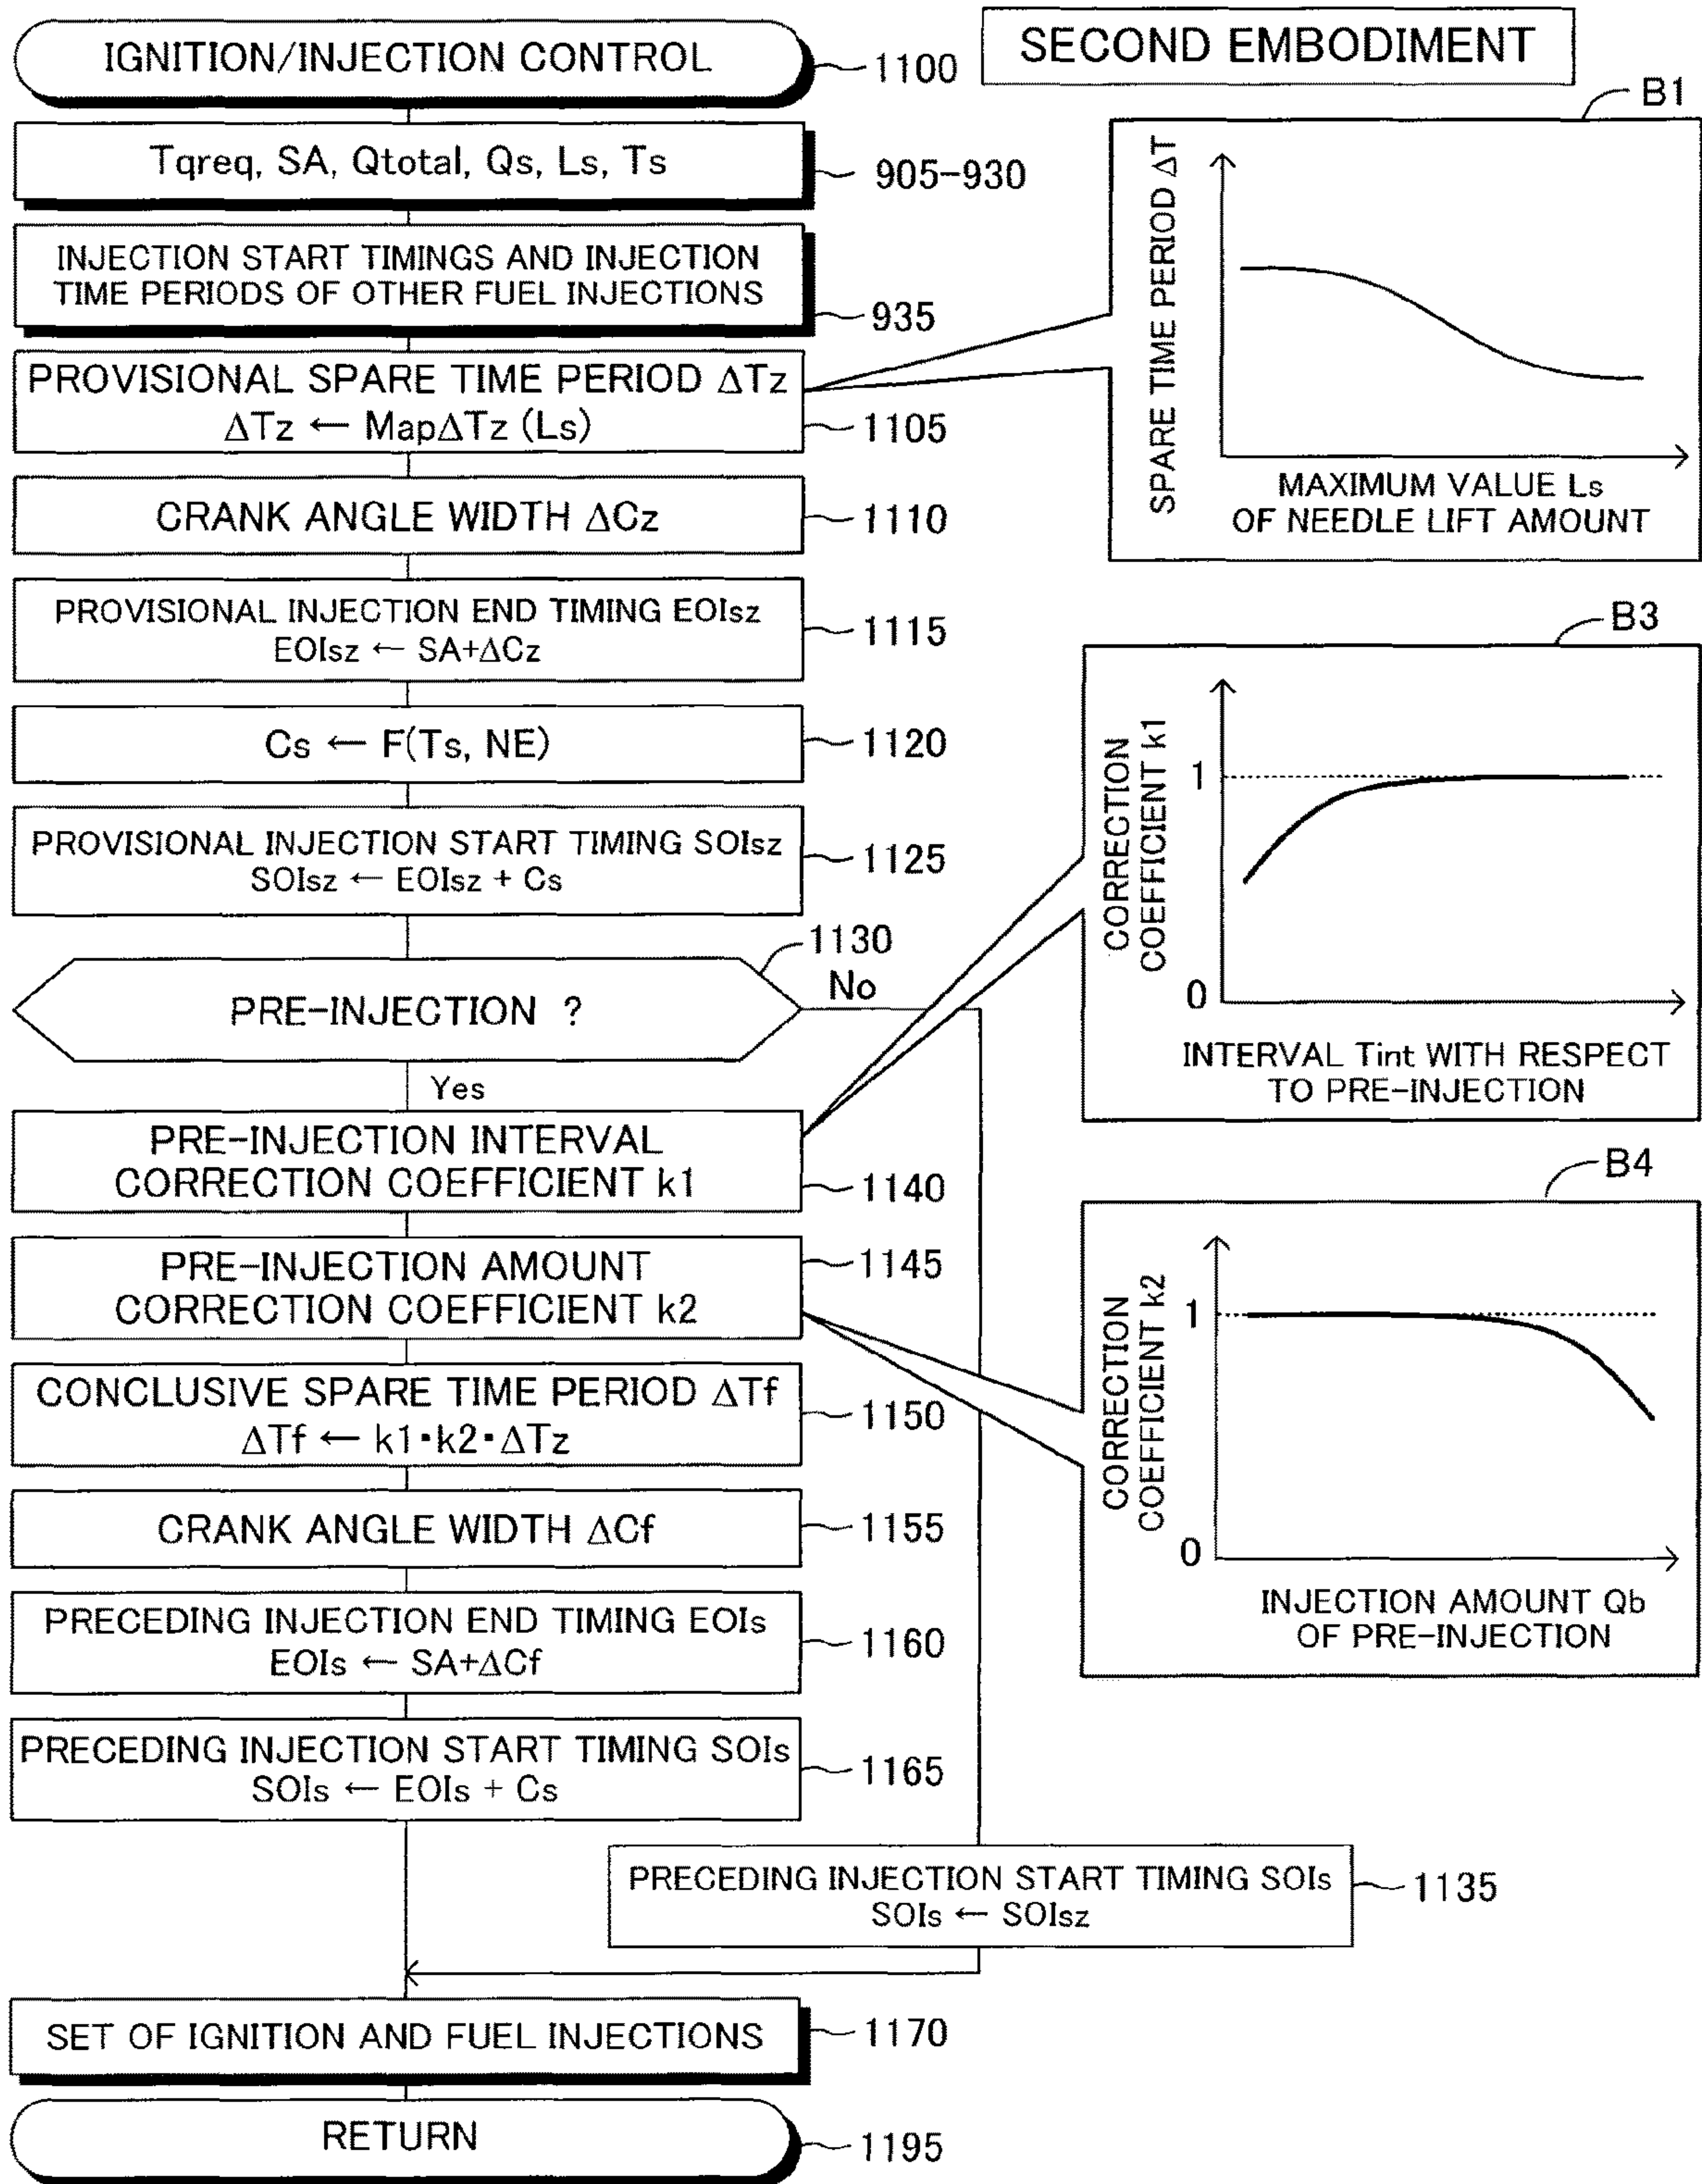 IGNITION/INJECTION CONTROL
1100
SECOND EMBODIMENT
Tqreq, SA, Qtotal, Qs, Ls, Ts
905-930
INJECTION START TIMINGS AND INJECTION
TIME PERIODS OF OTHER FUEL INJECTIONS
935
PROVISIONAL SPARE TIME PERIOD ΔTz
ΔTz ← MapΔTz (Ls)
1105
B1
SPARE TIME PERIOD ΔT
MAXIMUM VALUE Ls
OF NEEDLE LIFT AMOUNT
CRANK ANGLE WIDTH ΔCz
1110
PROVISIONAL INJECTION END TIMING EOIsz
EOIsz ← SA+ΔCz
1115
Cs ← F(Ts, NE)
1120
PROVISIONAL INJECTION START TIMING SOIsz
SOIsz ← EOIsz + Cs
1125
B3
CORRECTION
COEFFICIENT k1
1
0
INTERVAL Tint WITH RESPECT
TO PRE-INJECTION
1130
PRE-INJECTION ?
No
Yes
PRE-INJECTION INTERVAL
CORRECTION COEFFICIENT k1
1140
PRE-INJECTION AMOUNT
CORRECTION COEFFICIENT k2
1145
B4
CORRECTION
COEFFICIENT k2
1
0
INJECTION AMOUNT Qb
OF PRE-INJECTION
CONCLUSIVE SPARE TIME PERIOD ΔTf
ΔTf ← k1▪k2▪ΔTz
1150
CRANK ANGLE WIDTH ΔCf
1155
PRECEDING INJECTION END TIMING EOIs
EOIs ← SA+ΔCf
1160
PRECEDING INJECTION START TIMING SOIs
SOIs ← EOIs + Cs
1165
PRECEDING INJECTION START TIMING SOIs
SOIs ← SOIsz
1135
SET OF IGNITION AND FUEL INJECTIONS
1170
RETURN
1195